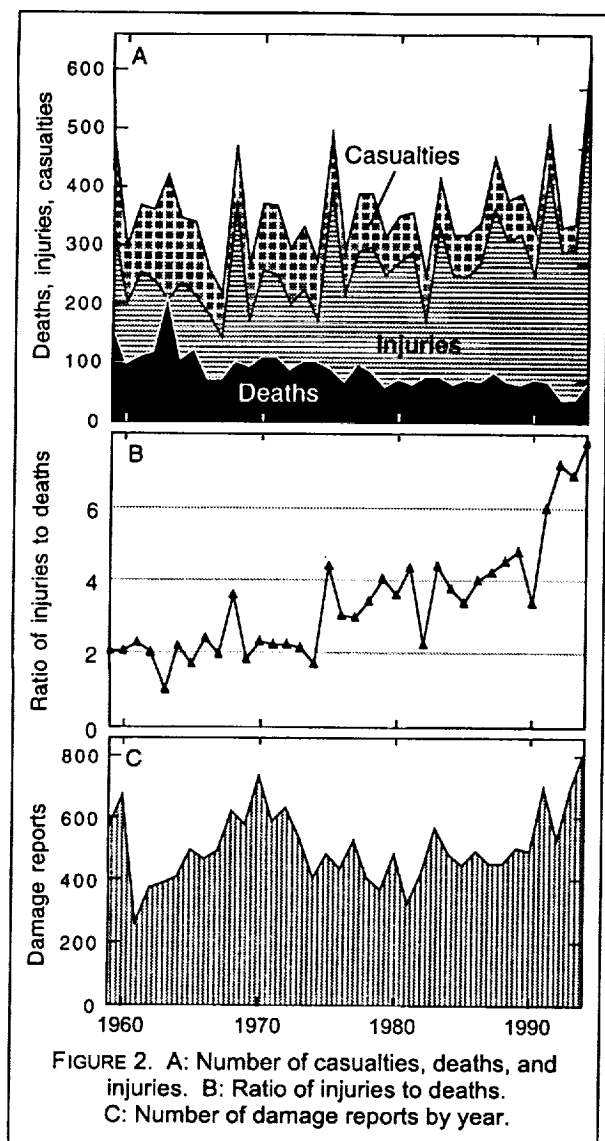 A
Deaths, injuries, casualties
600
500
400
300
200
100
0
Casualties
Injuries
Deaths
B
Ratio of injuries to deaths
6
4
2
0
C
Damage reports
800
600
400
200
0
1960 1970 1980 1990
FIGURE 2. A: Number of casualties, deaths, and
injuries. B: Ratio of injuries to deaths.
C: Number of damage reports by year.